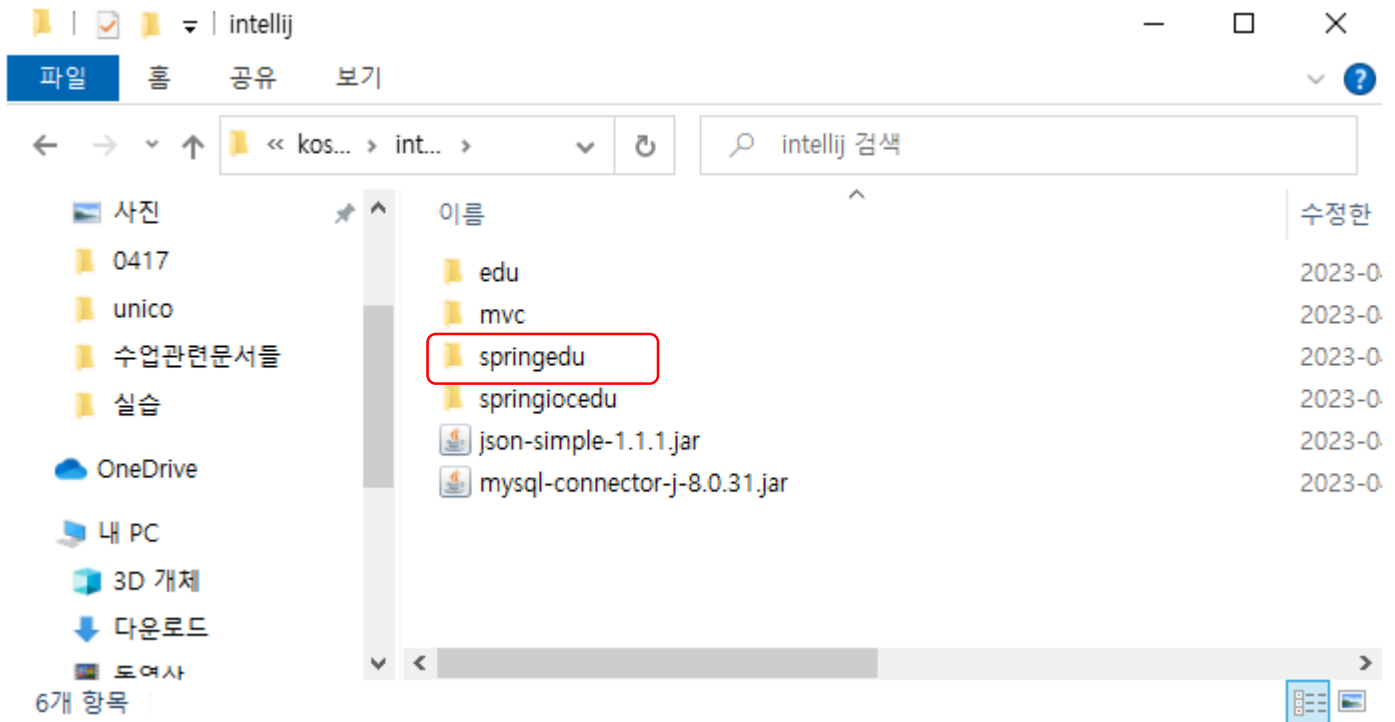 intellij
파일 홈 공유 보기
« kos... › int... › intellij 검색
이름 수정한
사진
0417
unico
수업관련문서들
실습
OneDrive
내 PC
3D 개체
다운로드
edu 2023-0
mvc 2023-0
springedu 2023-0
springiocedu 2023-0
json-simple-1.1.1.jar 2023-0
mysql-connector-j-8.0.31.jar 2023-0
6개 항목